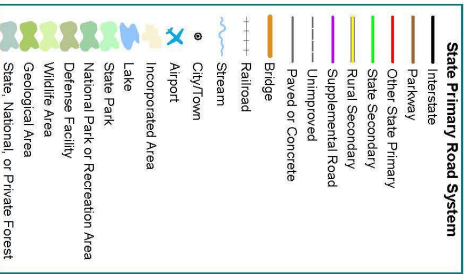 State Primary Road System
Interstate
Parkway
Other State Primary
State Secondary
Rural Secondary
Supplemental Road
Unimproved
Paved or Concrete
Bridge
Railroad
Stream
City/Town
Airport
Incorporated Area
Lake
State Park
National Park or Recreation Area
Defense Facility
Wildlife Area
Geological Area
State, National, or Private Forest